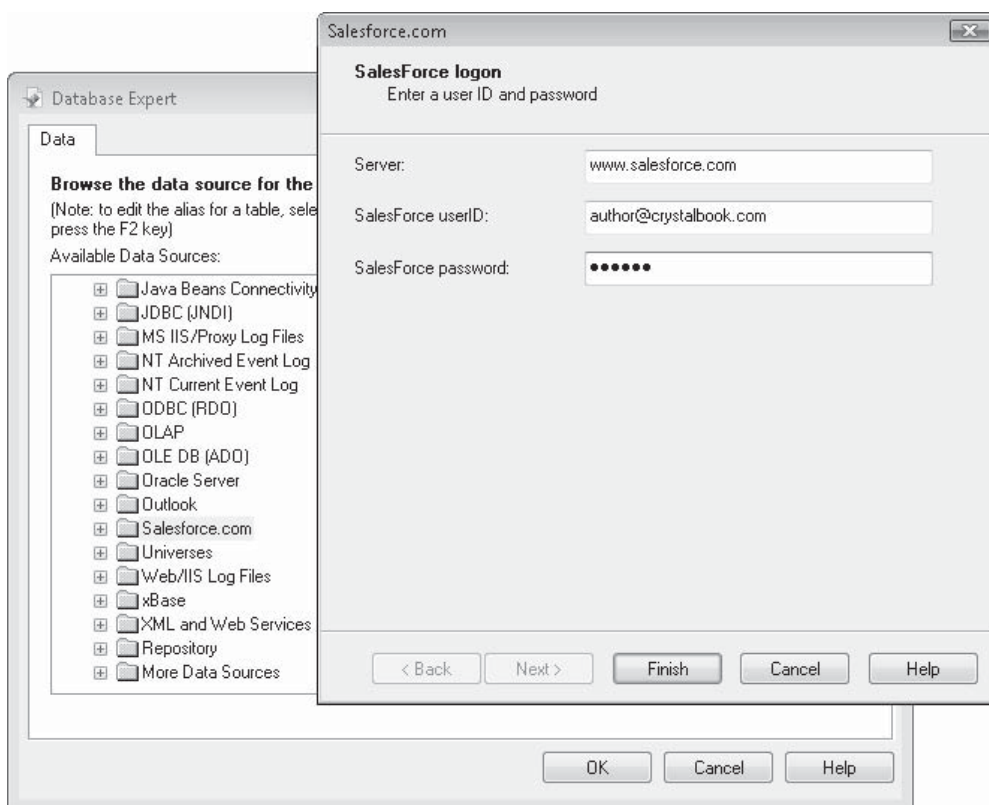 Salesforce.com
SalesForce logon
Enter a user ID and password
Server:
www.salesforce.com
SalesForce userID:
author@crystalbook.com
SalesForce password:
••••••
< Back
Next >
Finish
Cancel
Help
Database Expert
Data
Browse the data source for the
(Note: to edit the alias for a table, sele
press the F2 key)
Available Data Sources:
Java Beans Connectivity
JDBC (JNDI)
MS IIS/Proxy Log Files
NT Archived Event Log
NT Current Event Log
ODBC (RDO)
OLAP
OLE DB (ADO)
Oracle Server
Outlook
Salesforce.com
Universes
Web/IIS Log Files
xBase
XML and Web Services
Repository
More Data Sources
OK
Cancel
Help